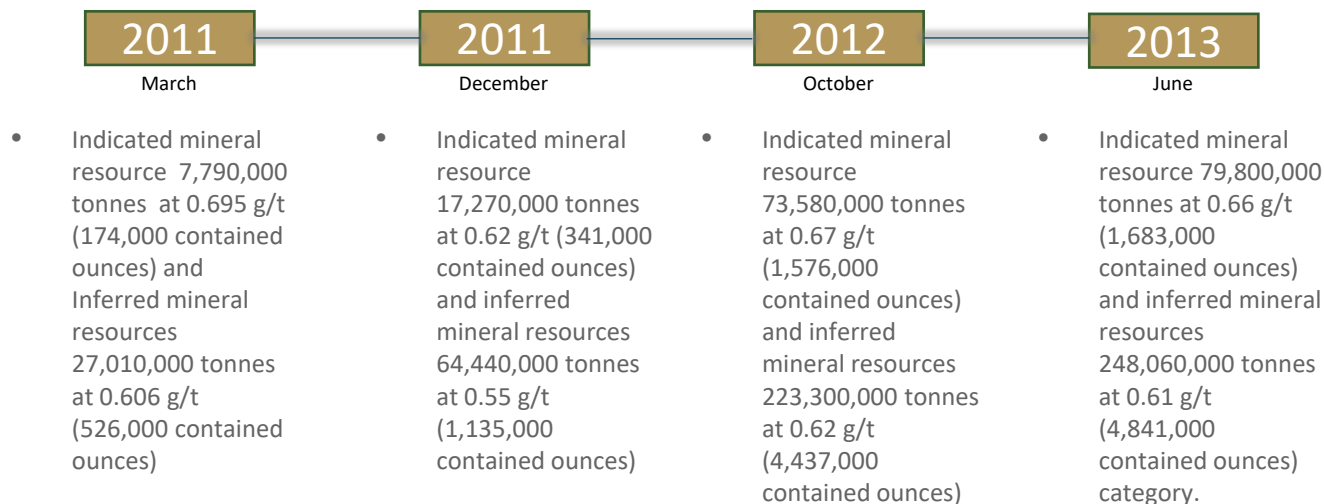 2011
March
2011
December
2012
October
2013
June
• Indicated mineral
resource 7,790,000
tonnes at 0.695 g/t
(174,000 contained
ounces) and
Inferred mineral
resources
27,010,000 tonnes
at 0.606 g/t
(526,000 contained
ounces)
• Indicated mineral
resource
17,270,000 tonnes
at 0.62 g/t (341,000
contained ounces)
and inferred
mineral resources
64,440,000 tonnes
at 0.55 g/t
(1,135,000
contained ounces)
• Indicated mineral
resource
73,580,000 tonnes
at 0.67 g/t
(1,576,000
contained ounces)
and inferred
mineral resources
223,300,000 tonnes
at 0.62 g/t
(4,437,000
contained ounces)
• Indicated mineral
resource 79,800,000
tonnes at 0.66 g/t
(1,683,000
contained ounces)
and inferred mineral
resources
248,060,000 tonnes
at 0.61 g/t
(4,841,000
contained ounces)
category.